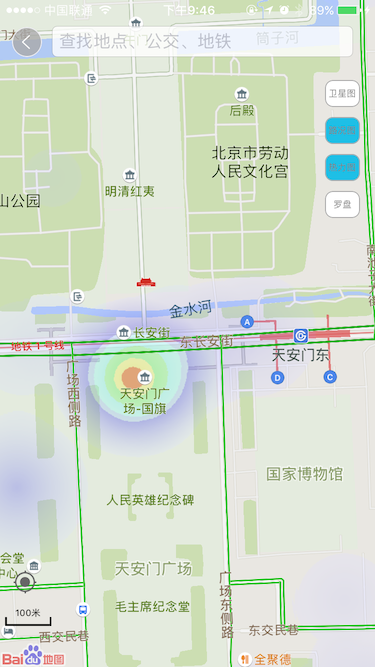 中国联通
下午9:46
89%
查找地点、公交、地铁
筒子河
卫星图
后殿
北京市劳动
人民文化宫
明清红夷
罗盘
山公园
金水河
长安街
A
地铁1号线
东长安街
天安门东
D
C
广场西侧路
天安门广
场-国旗
国家博物馆
人民英雄纪念碑
会堂
中心
天安门广场
广场东侧路
100米
毛主席纪念堂
西交民巷
东交民巷
Bai地图
全聚德